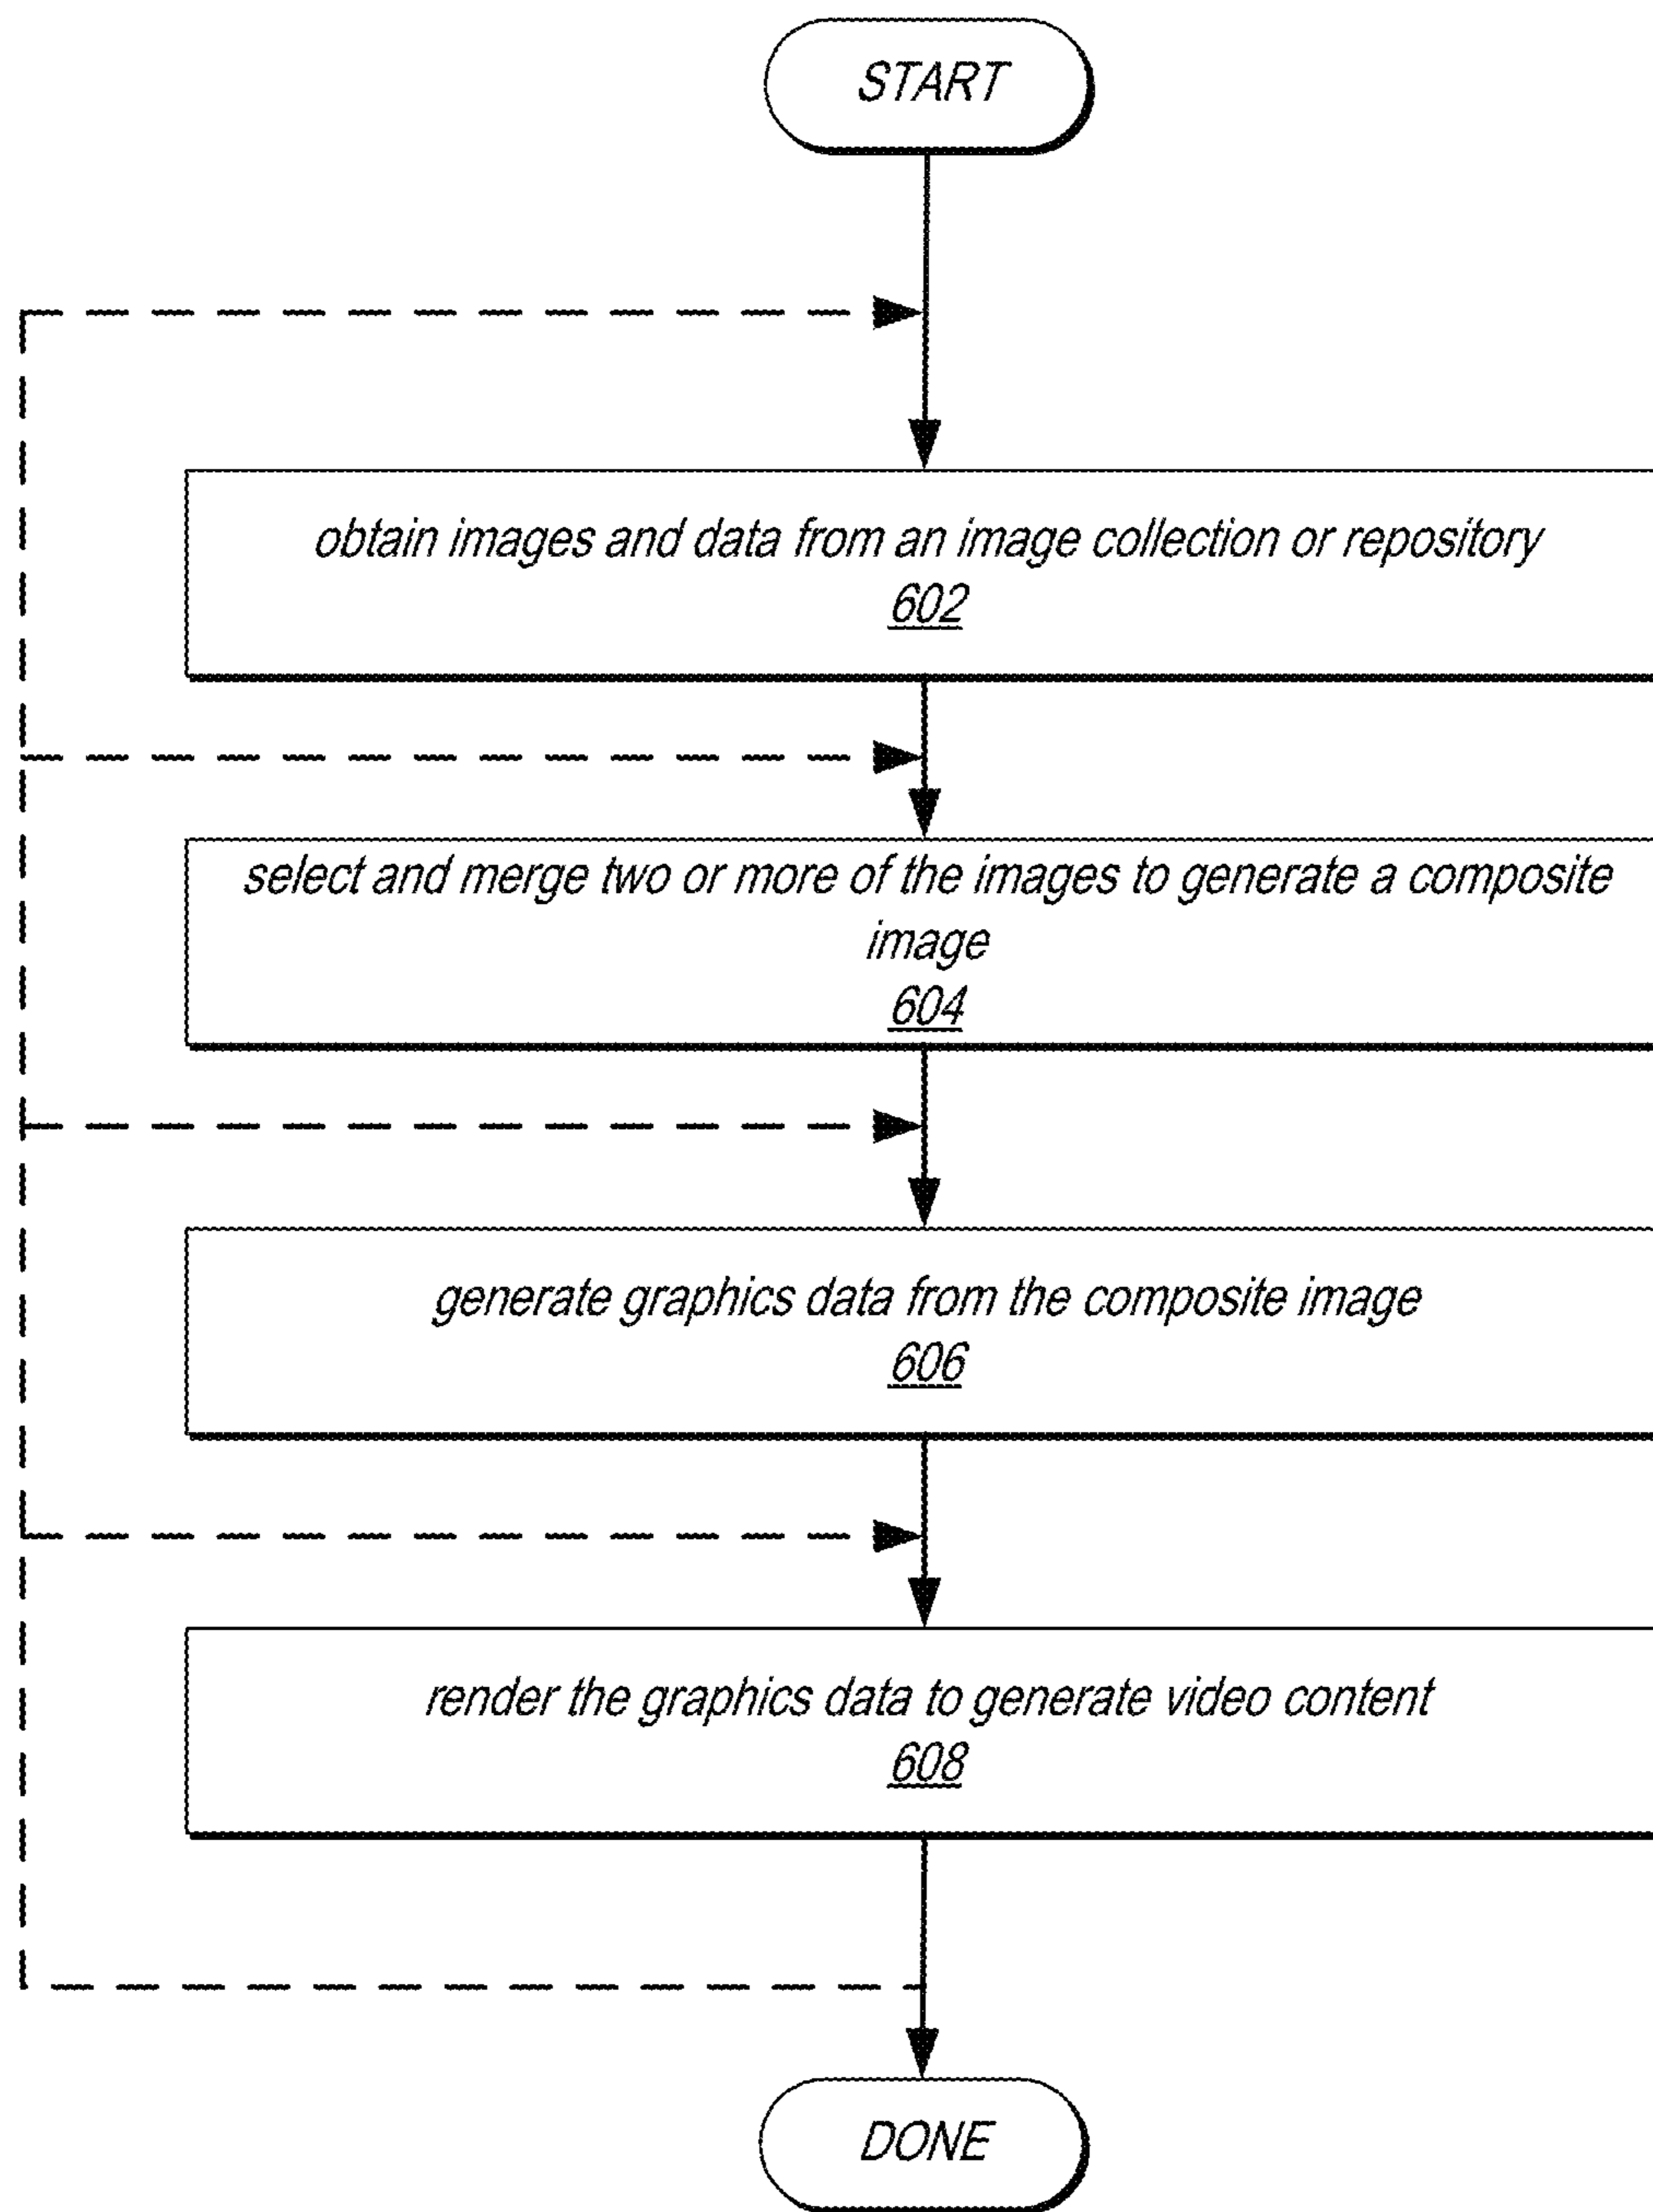 START
obtain images and data from an image collection or repository
602
select and merge two or more of the images to generate a composite
image
604
generate graphics data from the composite image
606
render the graphics data to generate video content
608
DONE